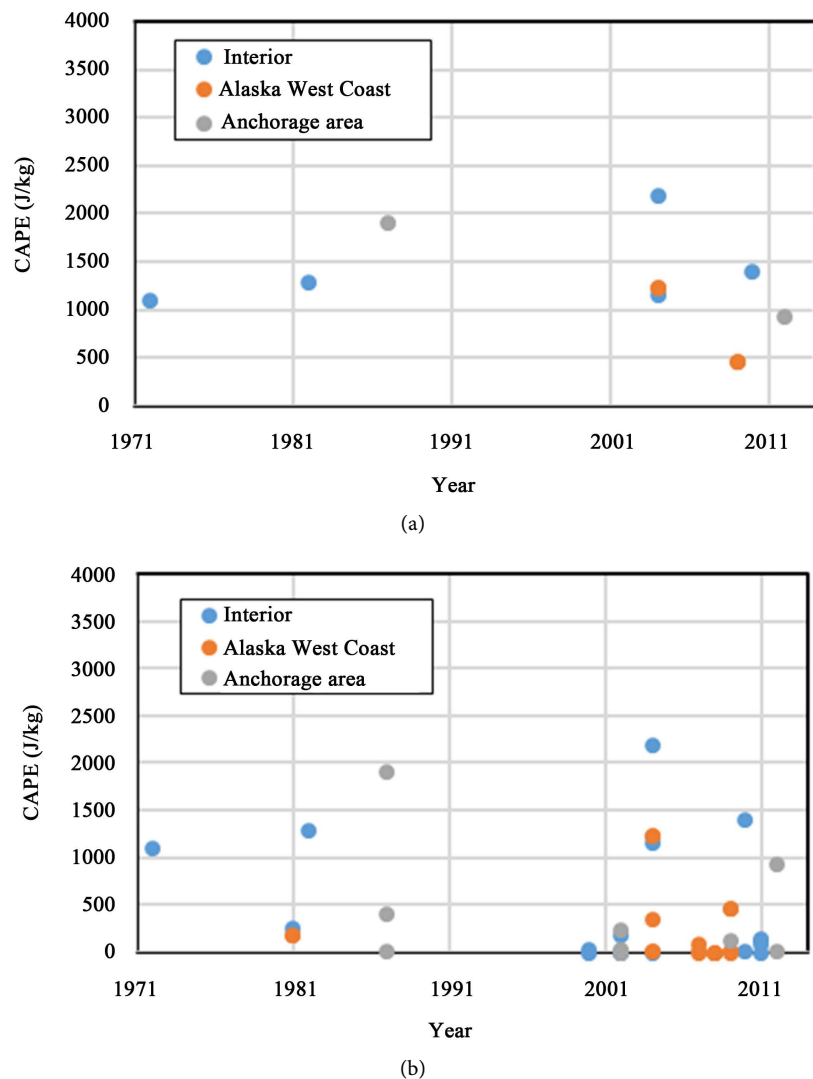 4000
3500
3000
2500
2000
1500
1000
500
0
CAPE (J/kg)
Interior
Alaska West Coast
Anchorage area
1971 1981 1991 2001 2011
Year
(a)
4000
3500
3000
2500
2000
1500
1000
500
0
CAPE (J/kg)
Interior
Alaska West Coast
Anchorage area
1971 1981 1991 2001 2011
Year
(b)